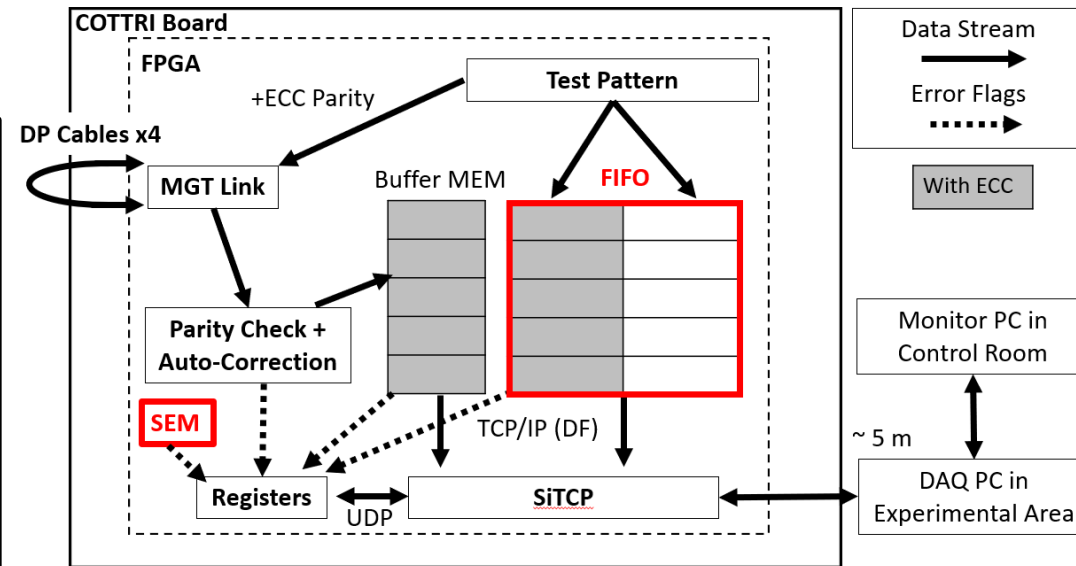 COTTRI Board
FPGA
Test Pattern
+ECC Parity
DP Cables x4
MGT Link
Buffer MEM
FIFO
Parity Check +
Auto-Correction
SEM
TCP/IP (DF)
Registers
UDP
SiTCP
Data Stream
Error Flags
With ECC
Monitor PC in
Control Room
~ 5 m
DAQ PC in
Experimental Area